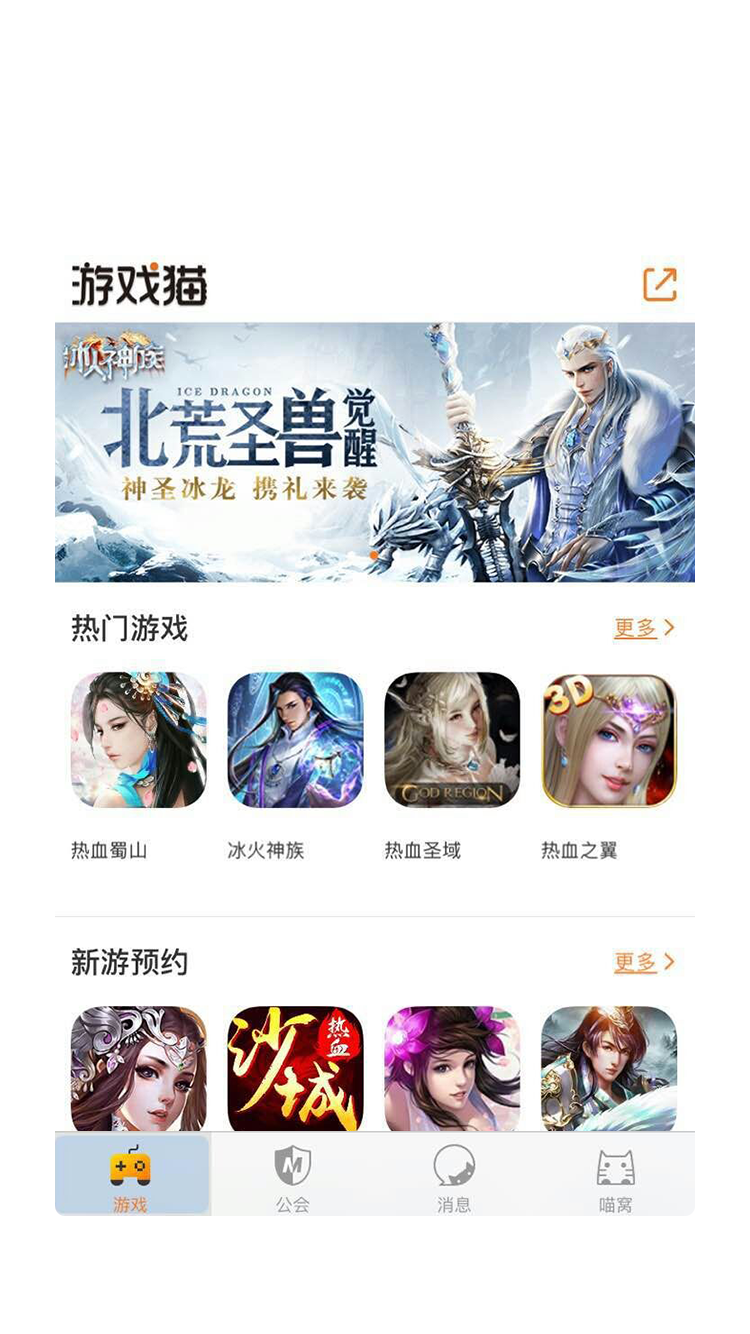 游戏猫
冰火神族
ICE DRAGON
北荒圣兽觉醒
神圣冰龙 携礼来袭
热门游戏
更多
3D
GOD REGION
热血蜀山
冰火神族
热血圣域
热血之翼
新游预约
更多
热血
沙城
M
游戏
公会
消息
喵窝